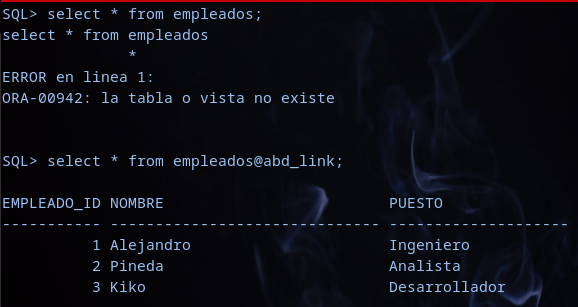 SQL> select * from empleados;
select * from empleados
              *
ERROR en linea 1:
ORA-00942: la tabla o vista no existe
SQL> select * from empleados@abd_link;
EMPLEADO_ID NOMBRE                         PUESTO
----------- ------------------------------ --------------------
          1 Alejandro                      Ingeniero
          2 Pineda                         Analista
          3 Kiko                           Desarrollador